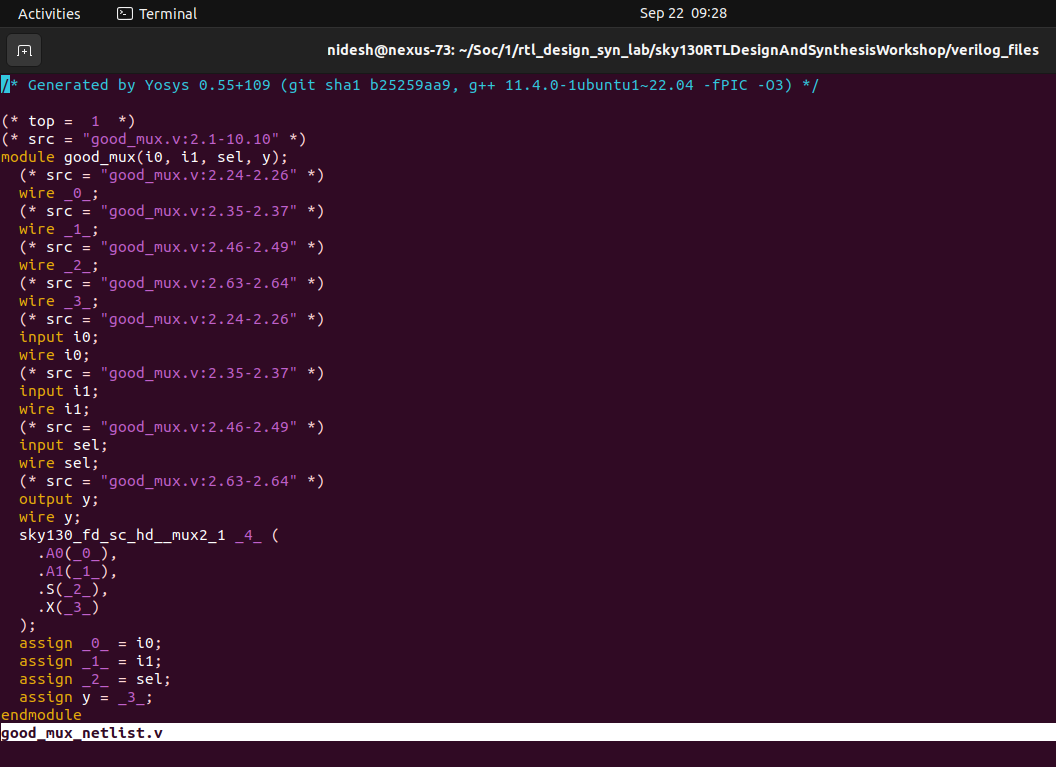 Activities Terminal Sep 22 09:28
nidesh@nexus-73: ~/Soc/1/rtl_design_syn_lab/sky130RTLDesignAndSynthesisWorkshop/verilog_files
/* Generated by Yosys 0.55+109 (git sha1 b25259aa9, g++ 11.4.0-1ubuntu1~22.04 -fPIC -O3) */
(* top =  1  *)
(* src = "good_mux.v:2.1-10.10" *)
module good_mux(i0, i1, sel, y);
  (* src = "good_mux.v:2.24-2.26" *)
  wire _0_;
  (* src = "good_mux.v:2.35-2.37" *)
  wire _1_;
  (* src = "good_mux.v:2.46-2.49" *)
  wire _2_;
  (* src = "good_mux.v:2.63-2.64" *)
  wire _3_;
  (* src = "good_mux.v:2.24-2.26" *)
  input i0;
  wire i0;
  (* src = "good_mux.v:2.35-2.37" *)
  input i1;
  wire i1;
  (* src = "good_mux.v:2.46-2.49" *)
  input sel;
  wire sel;
  (* src = "good_mux.v:2.63-2.64" *)
  output y;
  wire y;
  sky130_fd_sc_hd__mux2_1 _4_ (
    .A0(_0_),
    .A1(_1_),
    .S(_2_),
    .X(_3_)
  );
  assign _0_ = i0;
  assign _1_ = i1;
  assign _2_ = sel;
  assign y = _3_;
endmodule
good_mux_netlist.v